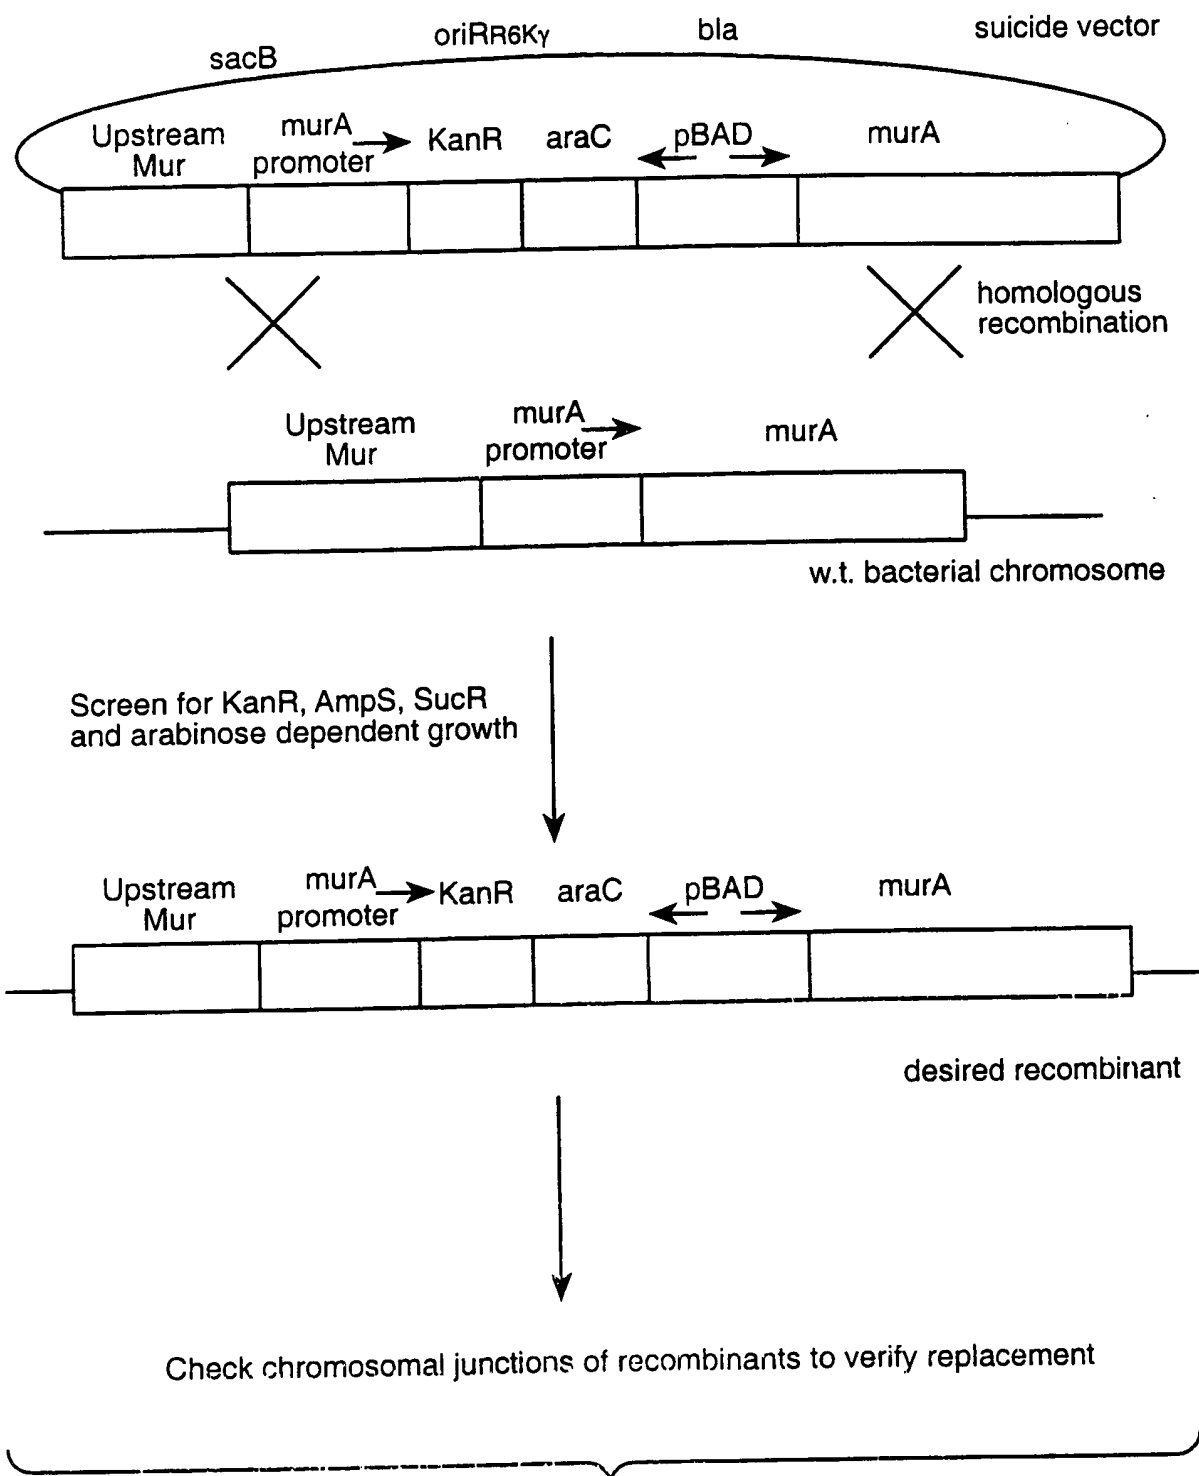 sacB
oriRR6Kγ
bla
suicide vector
Upstream
Mur
murA
promoter
KanR
araC
pBAD
murA
homologous
recombination
Upstream
Mur
murA
promoter
murA
w.t. bacterial chromosome
Screen for KanR, AmpS, SucR
and arabinose dependent growth
Upstream
Mur
murA
promoter
KanR
araC
pBAD
murA
desired recombinant
Check chromosomal junctions of recombinants to verify replacement